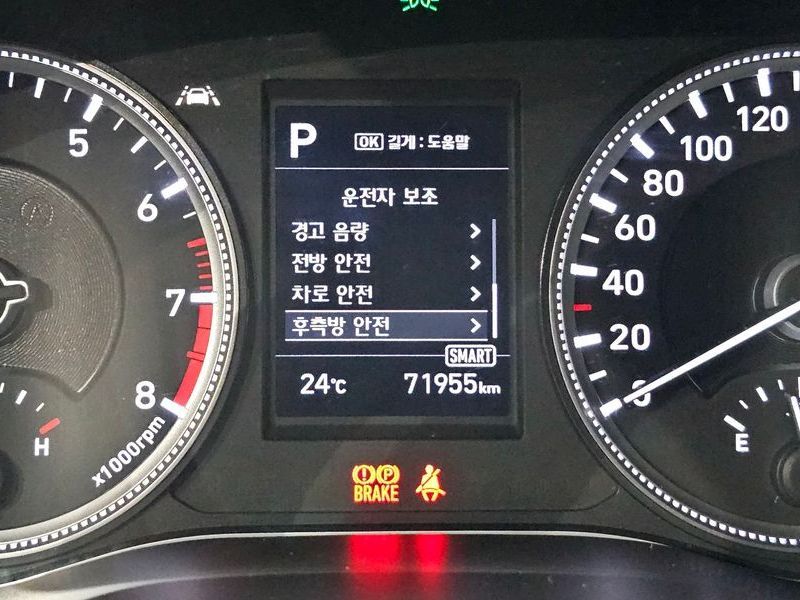 P OK 길게 : 도움말
운전자 보조
경고 음량
전방 안전
차로 안전
후측방 안전
SMART
24℃ 71955km
5
6
7
8
x1000rpm
H
120
100
80
60
40
20
0
E
P
BRAKE